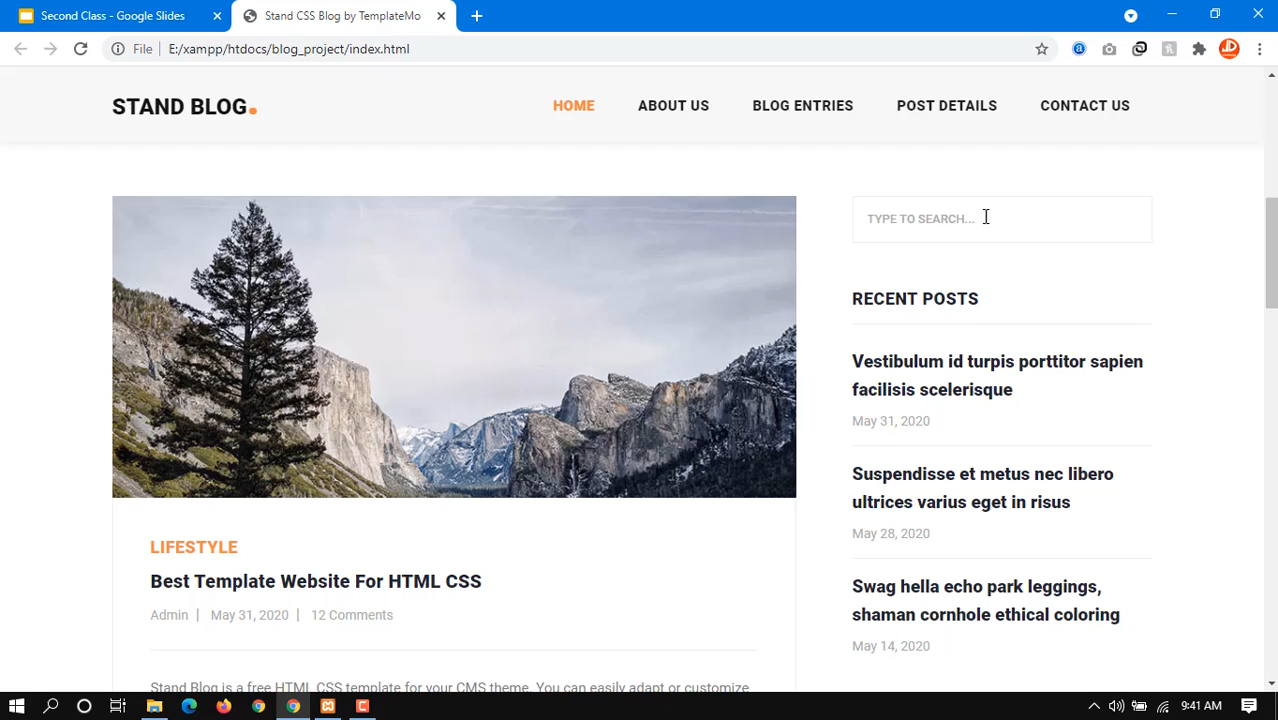 Second Class - Google Slides
Stand CSS Blog by TemplateMo
File
E:/xampp/htdocs/blog_project/index.html
STAND BLOG.
HOME
ABOUT US
BLOG ENTRIES
POST DETAILS
CONTACT US
TYPE TO SEARCH...
RECENT POSTS
Vestibulum id turpis porttitor sapien
facilisis scelerisque
May 31, 2020
Suspendisse et metus nec libero
ultrices varius eget in risus
May 28, 2020
Swag hella echo park leggings,
shaman cornhole ethical coloring
May 14, 2020
LIFESTYLE
Best Template Website For HTML CSS
Admin | May 31, 2020 | 12 Comments
Stand Blog is a free HTML CSS template for your CMS theme. You can easily adapt or customize
9:41 AM